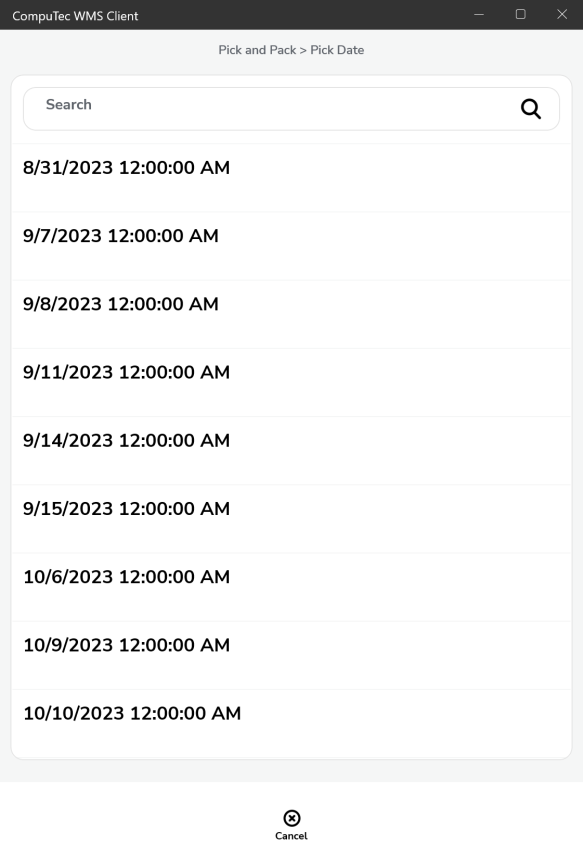 CompuTec WMS Client
Pick and Pack > Pick Date
Search
8/31/2023 12:00:00 AM
9/7/2023 12:00:00 AM
9/8/2023 12:00:00 AM
9/11/2023 12:00:00 AM
9/14/2023 12:00:00 AM
9/15/2023 12:00:00 AM
10/6/2023 12:00:00 AM
10/9/2023 12:00:00 AM
10/10/2023 12:00:00 AM
Cancel